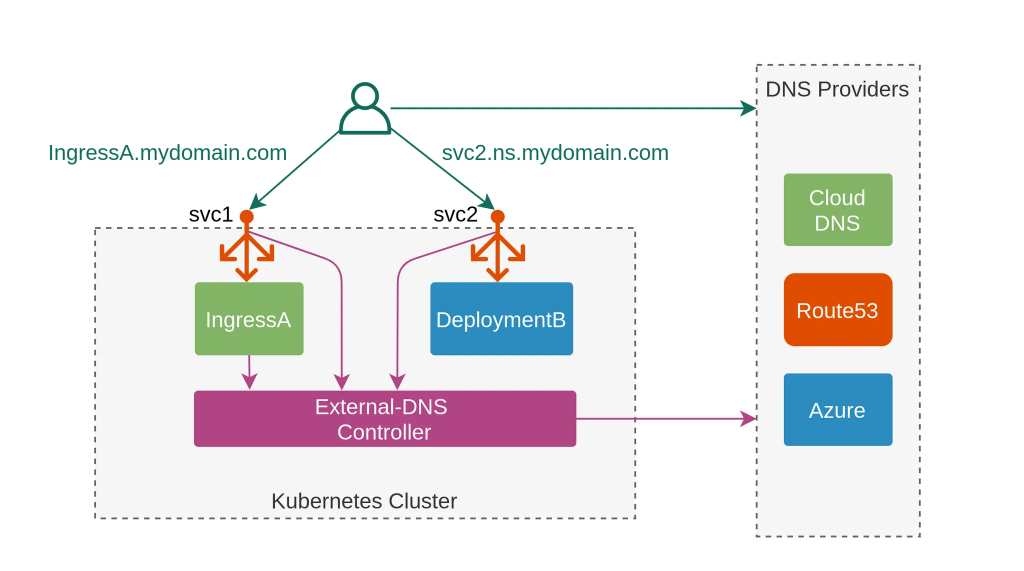 DNS Providers
IngressA.mydomain.com
svc2.ns.mydomain.com
Cloud
DNS
svc1
svc2
Route53
IngressA
DeploymentB
Azure
External-DNS
Controller
Kubernetes Cluster